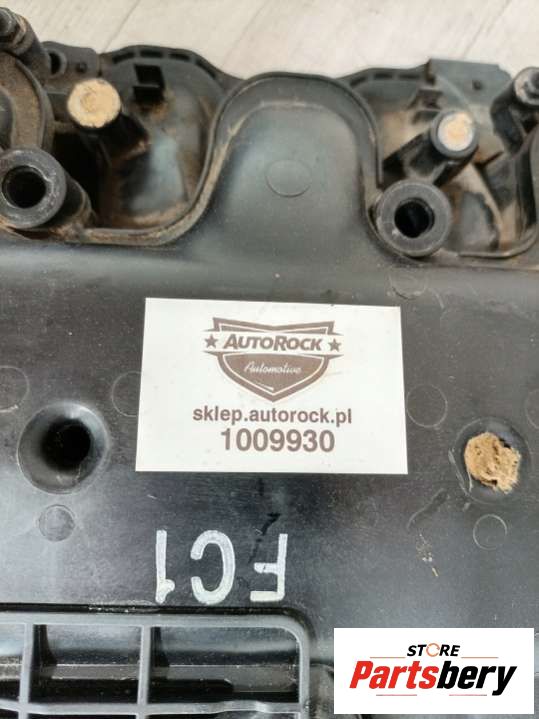 AUTOROCK
Automotive
sklep.autorock.pl
1009930
FC1
STORE
Partsbery